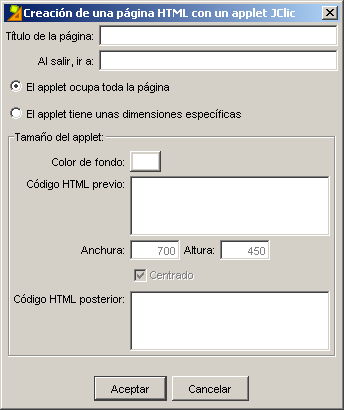 Creación de una página HTML con un applet JClic
Título de la página:
Al salir, ir a:
El applet ocupa toda la página
El applet tiene unas dimensiones específicas
Tamaño del applet:
Color de fondo:
Código HTML previo:
Anchura: 700 Altura: 450
Centrado
Código HTML posterior:
Aceptar Cancelar